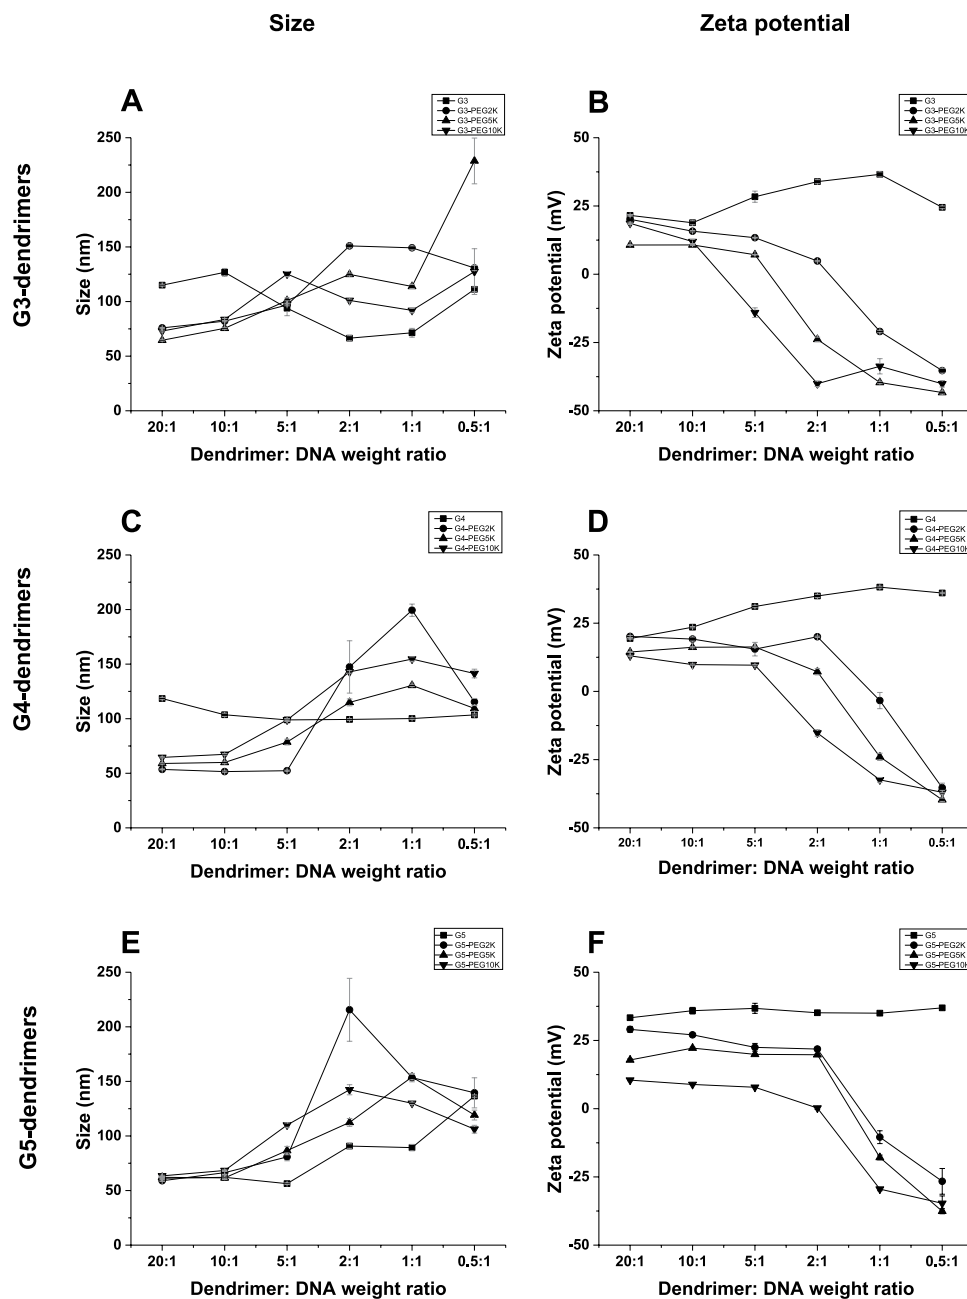 Size
Zeta potential
G3-dendrimers
A
G3
G3-PEG2K
G3-PEG5K
G3-PEG10K
250
200
150
100
50
0
Size (nm)
20:1 10:1 5:1 2:1 1:1 0.5:1
Dendrimer: DNA weight ratio
B
G3
G3-PEG2K
G3-PEG5K
G3-PEG10K
50
25
0
-25
-50
Zeta potential (mV)
20:1 10:1 5:1 2:1 1:1 0.5:1
Dendrimer: DNA weight ratio
G4-dendrimers
C
G4
G4-PEG2K
G4-PEG5K
G4-PEG10K
250
200
150
100
50
0
Size (nm)
20:1 10:1 5:1 2:1 1:1 0.5:1
Dendrimer: DNA weight ratio
D
G4
G4-PEG2K
G4-PEG5K
G4-PEG10K
50
25
0
-25
-50
Zeta potential (mV)
20:1 10:1 5:1 2:1 1:1 0.5:1
Dendrimer: DNA weight ratio
G5-dendrimers
E
G5
G5-PEG2K
G5-PEG5K
G5-PEG10K
250
200
150
100
50
0
Size (nm)
20:1 10:1 5:1 2:1 1:1 0.5:1
Dendrimer: DNA weight ratio
F
G5
G5-PEG2K
G5-PEG5K
G5-PEG10K
50
25
0
-25
-50
Zeta potential (mV)
20:1 10:1 5:1 2:1 1:1 0.5:1
Dendrimer: DNA weight ratio